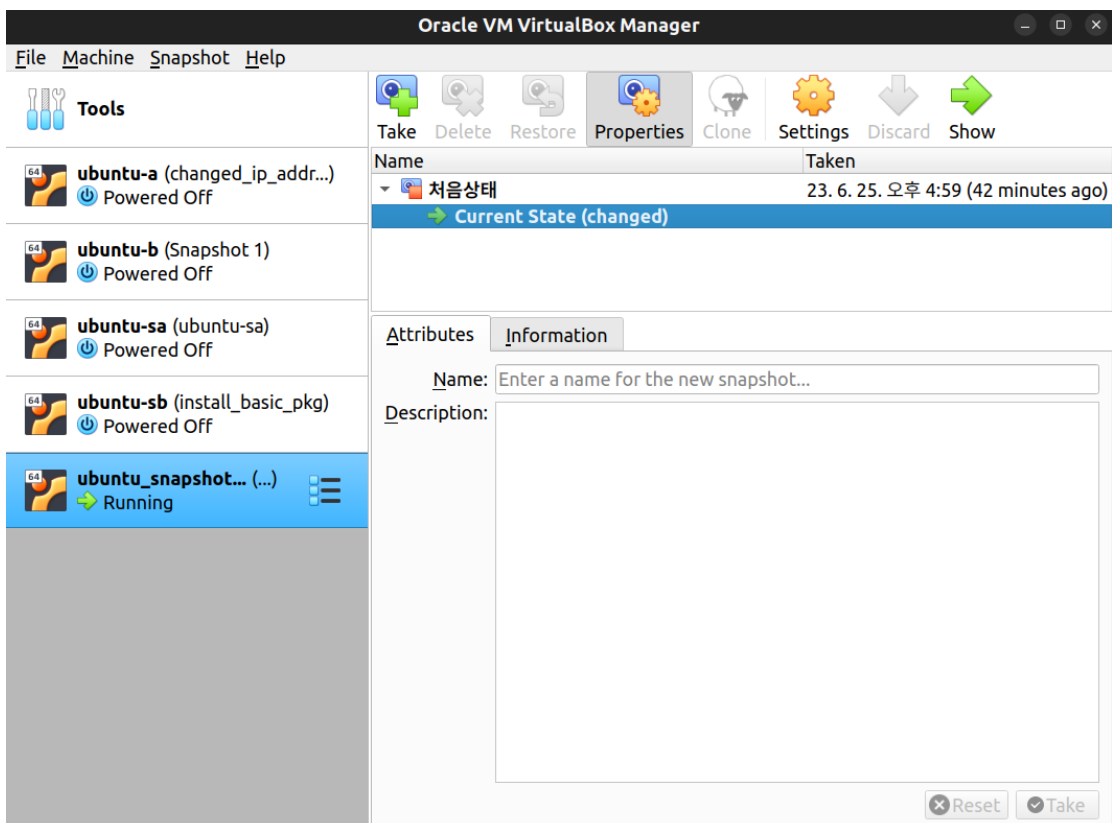 Oracle VM VirtualBox Manager
File Machine Snapshot Help
Tools
Take Delete Restore Properties Clone Settings Discard Show
Name Taken
64 ubuntu-a (changed_ip_addr...)
Powered Off
처음상태 23. 6. 25. 오후 4:59 (42 minutes ago)
Current State (changed)
64 ubuntu-b (Snapshot 1)
Powered Off
64 ubuntu-sa (ubuntu-sa)
Powered Off
64 ubuntu-sb (install_basic_pkg)
Powered Off
64 ubuntu_snapshot... (...)
Running
Attributes Information
Name: Enter a name for the new snapshot...
Description:
Reset Take